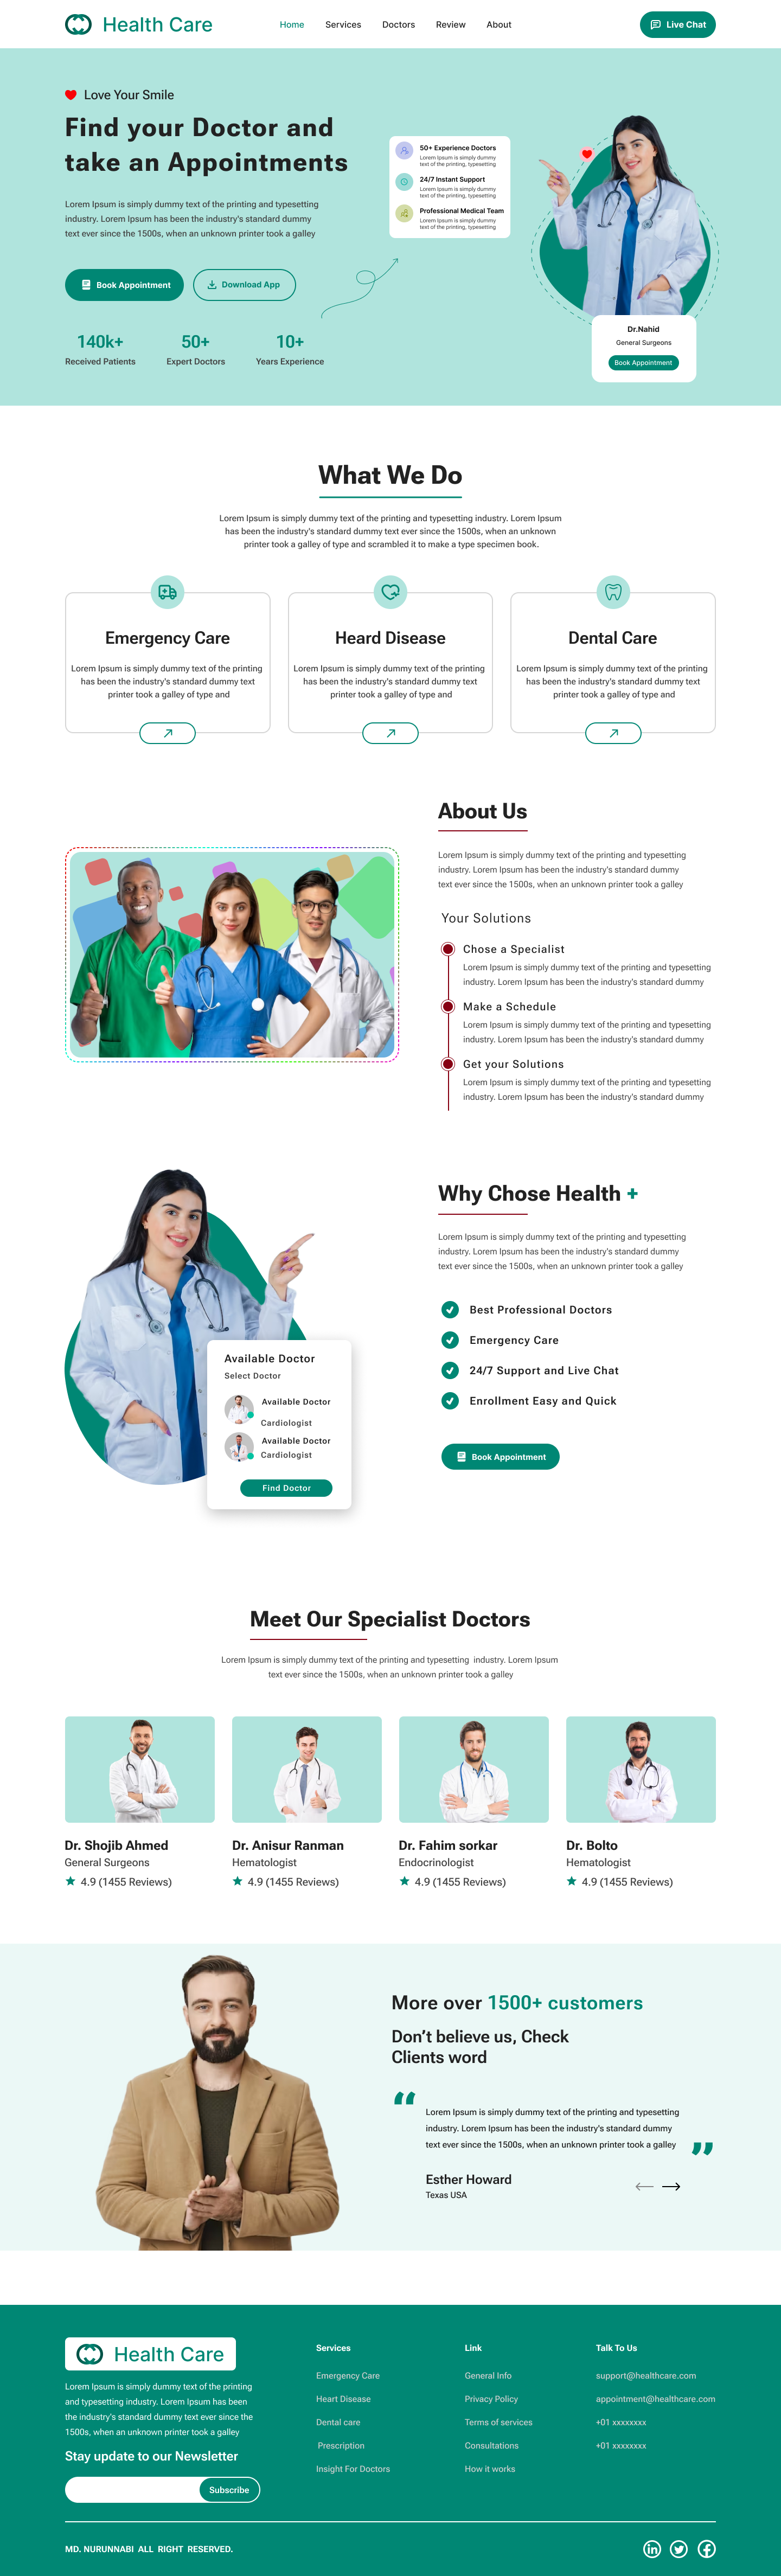 Health Care
Home Services Doctors Review About
Live Chat
Love Your Smile
Find your Doctor and
take an Appointments
Lorem Ipsum is simply dummy text of the printing and typesetting
industry. Lorem Ipsum has been the industry's standard dummy
text ever since the 1500s, when an unknown printer took a galley
Book Appointment
Download App
140k+
Received Patients
50+
Expert Doctors
10+
Years Experience
50+ Experience Doctors
Lorem Ipsum is simply dummy
text of the printing, typesetting
24/7 Instant Support
Lorem Ipsum is simply dummy
text of the printing, typesetting
Professional Medical Team
Lorem Ipsum is simply dummy
text of the printing, typesetting
Dr.Nahid
General Surgeons
Book Appointment
What We Do
Lorem Ipsum is simply dummy text of the printing and typesetting industry. Lorem Ipsum
has been the industry's standard dummy text ever since the 1500s, when an unknown
printer took a galley of type and scrambled it to make a type specimen book.
Emergency Care
Lorem Ipsum is simply dummy text of the printing
has been the industry's standard dummy text
printer took a galley of type and
Heard Disease
Lorem Ipsum is simply dummy text of the printing
has been the industry's standard dummy text
printer took a galley of type and
Dental Care
Lorem Ipsum is simply dummy text of the printing
has been the industry's standard dummy text
printer took a galley of type and
About Us
Lorem Ipsum is simply dummy text of the printing and typesetting
industry. Lorem Ipsum has been the industry's standard dummy
text ever since the 1500s, when an unknown printer took a galley
Your Solutions
Chose a Specialist
Lorem Ipsum is simply dummy text of the printing and typesetting
industry. Lorem Ipsum has been the industry's standard dummy
Make a Schedule
Lorem Ipsum is simply dummy text of the printing and typesetting
industry. Lorem Ipsum has been the industry's standard dummy
Get your Solutions
Lorem Ipsum is simply dummy text of the printing and typesetting
industry. Lorem Ipsum has been the industry's standard dummy
Available Doctor
Select Doctor
Available Doctor
Cardiologist
Available Doctor
Cardiologist
Find Doctor
Why Chose Health +
Lorem Ipsum is simply dummy text of the printing and typesetting
industry. Lorem Ipsum has been the industry's standard dummy
text ever since the 1500s, when an unknown printer took a galley
Best Professional Doctors
Emergency Care
24/7 Support and Live Chat
Enrollment Easy and Quick
Book Appointment
Meet Our Specialist Doctors
Lorem Ipsum is simply dummy text of the printing and typesetting industry. Lorem Ipsum
text ever since the 1500s, when an unknown printer took a galley
Dr. Shojib Ahmed
General Surgeons
4.9 (1455 Reviews)
Dr. Anisur Ranman
Hematologist
4.9 (1455 Reviews)
Dr. Fahim sorkar
Endocrinologist
4.9 (1455 Reviews)
Dr. Bolto
Hematologist
4.9 (1455 Reviews)
More over 1500+ customers
Don't believe us, Check
Clients word
“
Lorem Ipsum is simply dummy text of the printing and typesetting
industry. Lorem Ipsum has been the industry's standard dummy
text ever since the 1500s, when an unknown printer took a galley
”
Esther Howard
Texas USA
Health Care
Lorem Ipsum is simply dummy text of the printing
and typesetting industry. Lorem Ipsum has been
the industry's standard dummy text ever since the
1500s, when an unknown printer took a galley
Stay update to our Newsletter
Subscribe
Services
Emergency Care
Heart Disease
Dental care
Prescription
Insight For Doctors
Link
General Info
Privacy Policy
Terms of services
Consultations
How it works
Talk To Us
support@healthcare.com
appointment@healthcare.com
+01 xxxxxxxx
+01 xxxxxxxx
MD. NURUNNABI ALL RIGHT RESERVED.